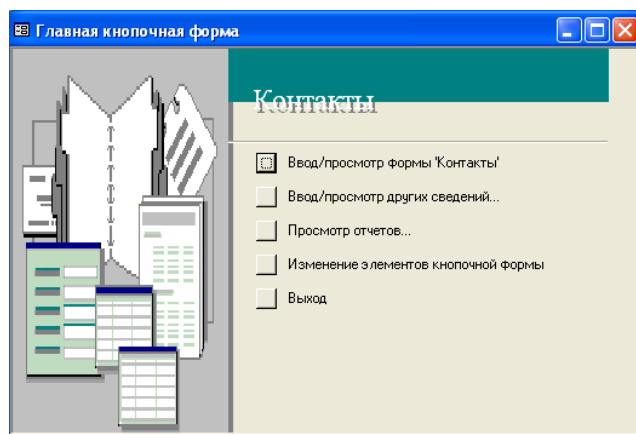 Главная кнопочная форма
Контакты
Ввод/просмотр формы 'Контакты'
Ввод/просмотр других сведений...
Просмотр отчетов...
Изменение элементов кнопочной формы
Выход